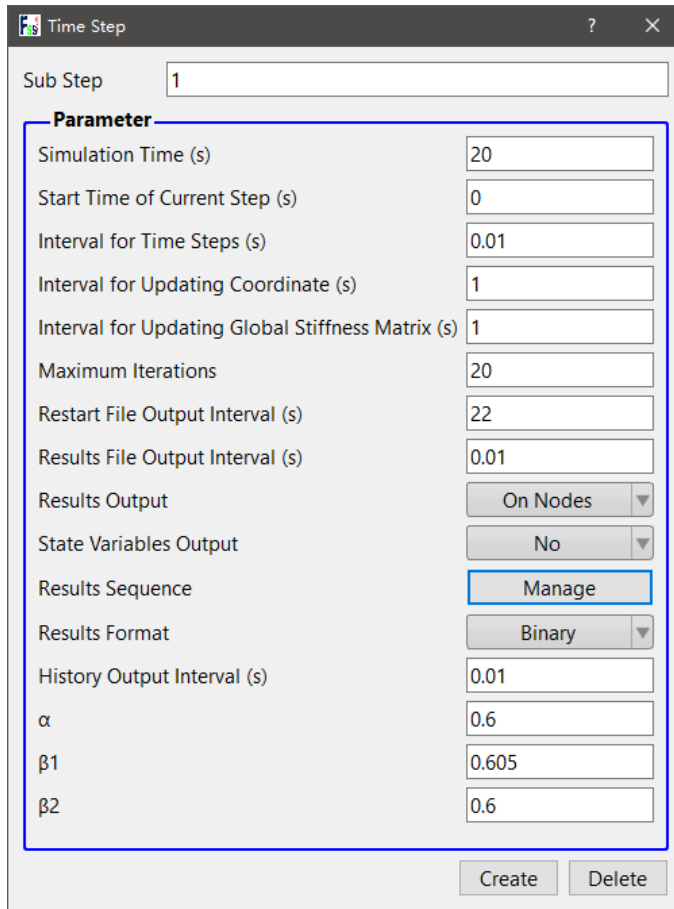 Time Step ? ×
Sub Step 1
Parameter
Simulation Time (s) 20
Start Time of Current Step (s) 0
Interval for Time Steps (s) 0.01
Interval for Updating Coordinate (s) 1
Interval for Updating Global Stiffness Matrix (s) 1
Maximum Iterations 20
Restart File Output Interval (s) 22
Results File Output Interval (s) 0.01
Results Output On Nodes
State Variables Output No
Results Sequence Manage
Results Format Binary
History Output Interval (s) 0.01
α 0.6
β1 0.605
β2 0.6
Create Delete